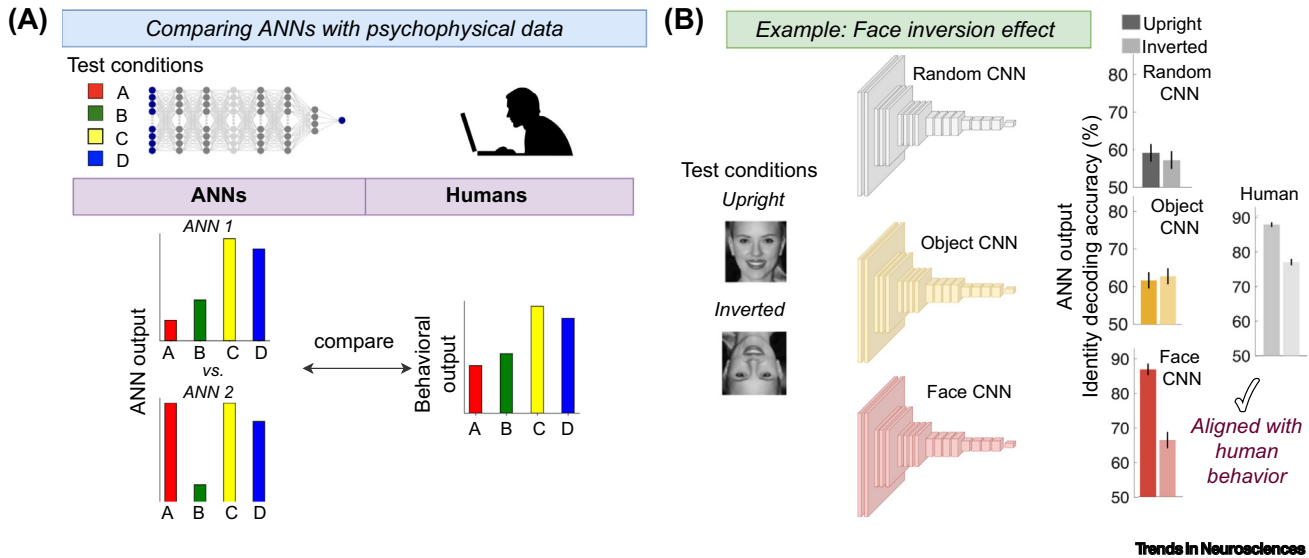 (A)
Comparing ANNs with psychophysical data
Test conditions
A
B
C
D
ANNs
Humans
ANN 1
ANN output
A B C D
vs.
ANN 2
A B C D
compare
Behavioral
output
A B C D
(B)
Example: Face inversion effect
Test conditions
Upright
Inverted
Random CNN
Object CNN
Face CNN
Upright
Inverted
ANN output
Identity decoding accuracy (%)
Random
CNN
80
70
60
50
Object
CNN
80
70
60
50
Face
CNN
90
80
70
60
50
Human
90
80
70
60
50
Aligned with
human
behavior
Trends in Neurosciences